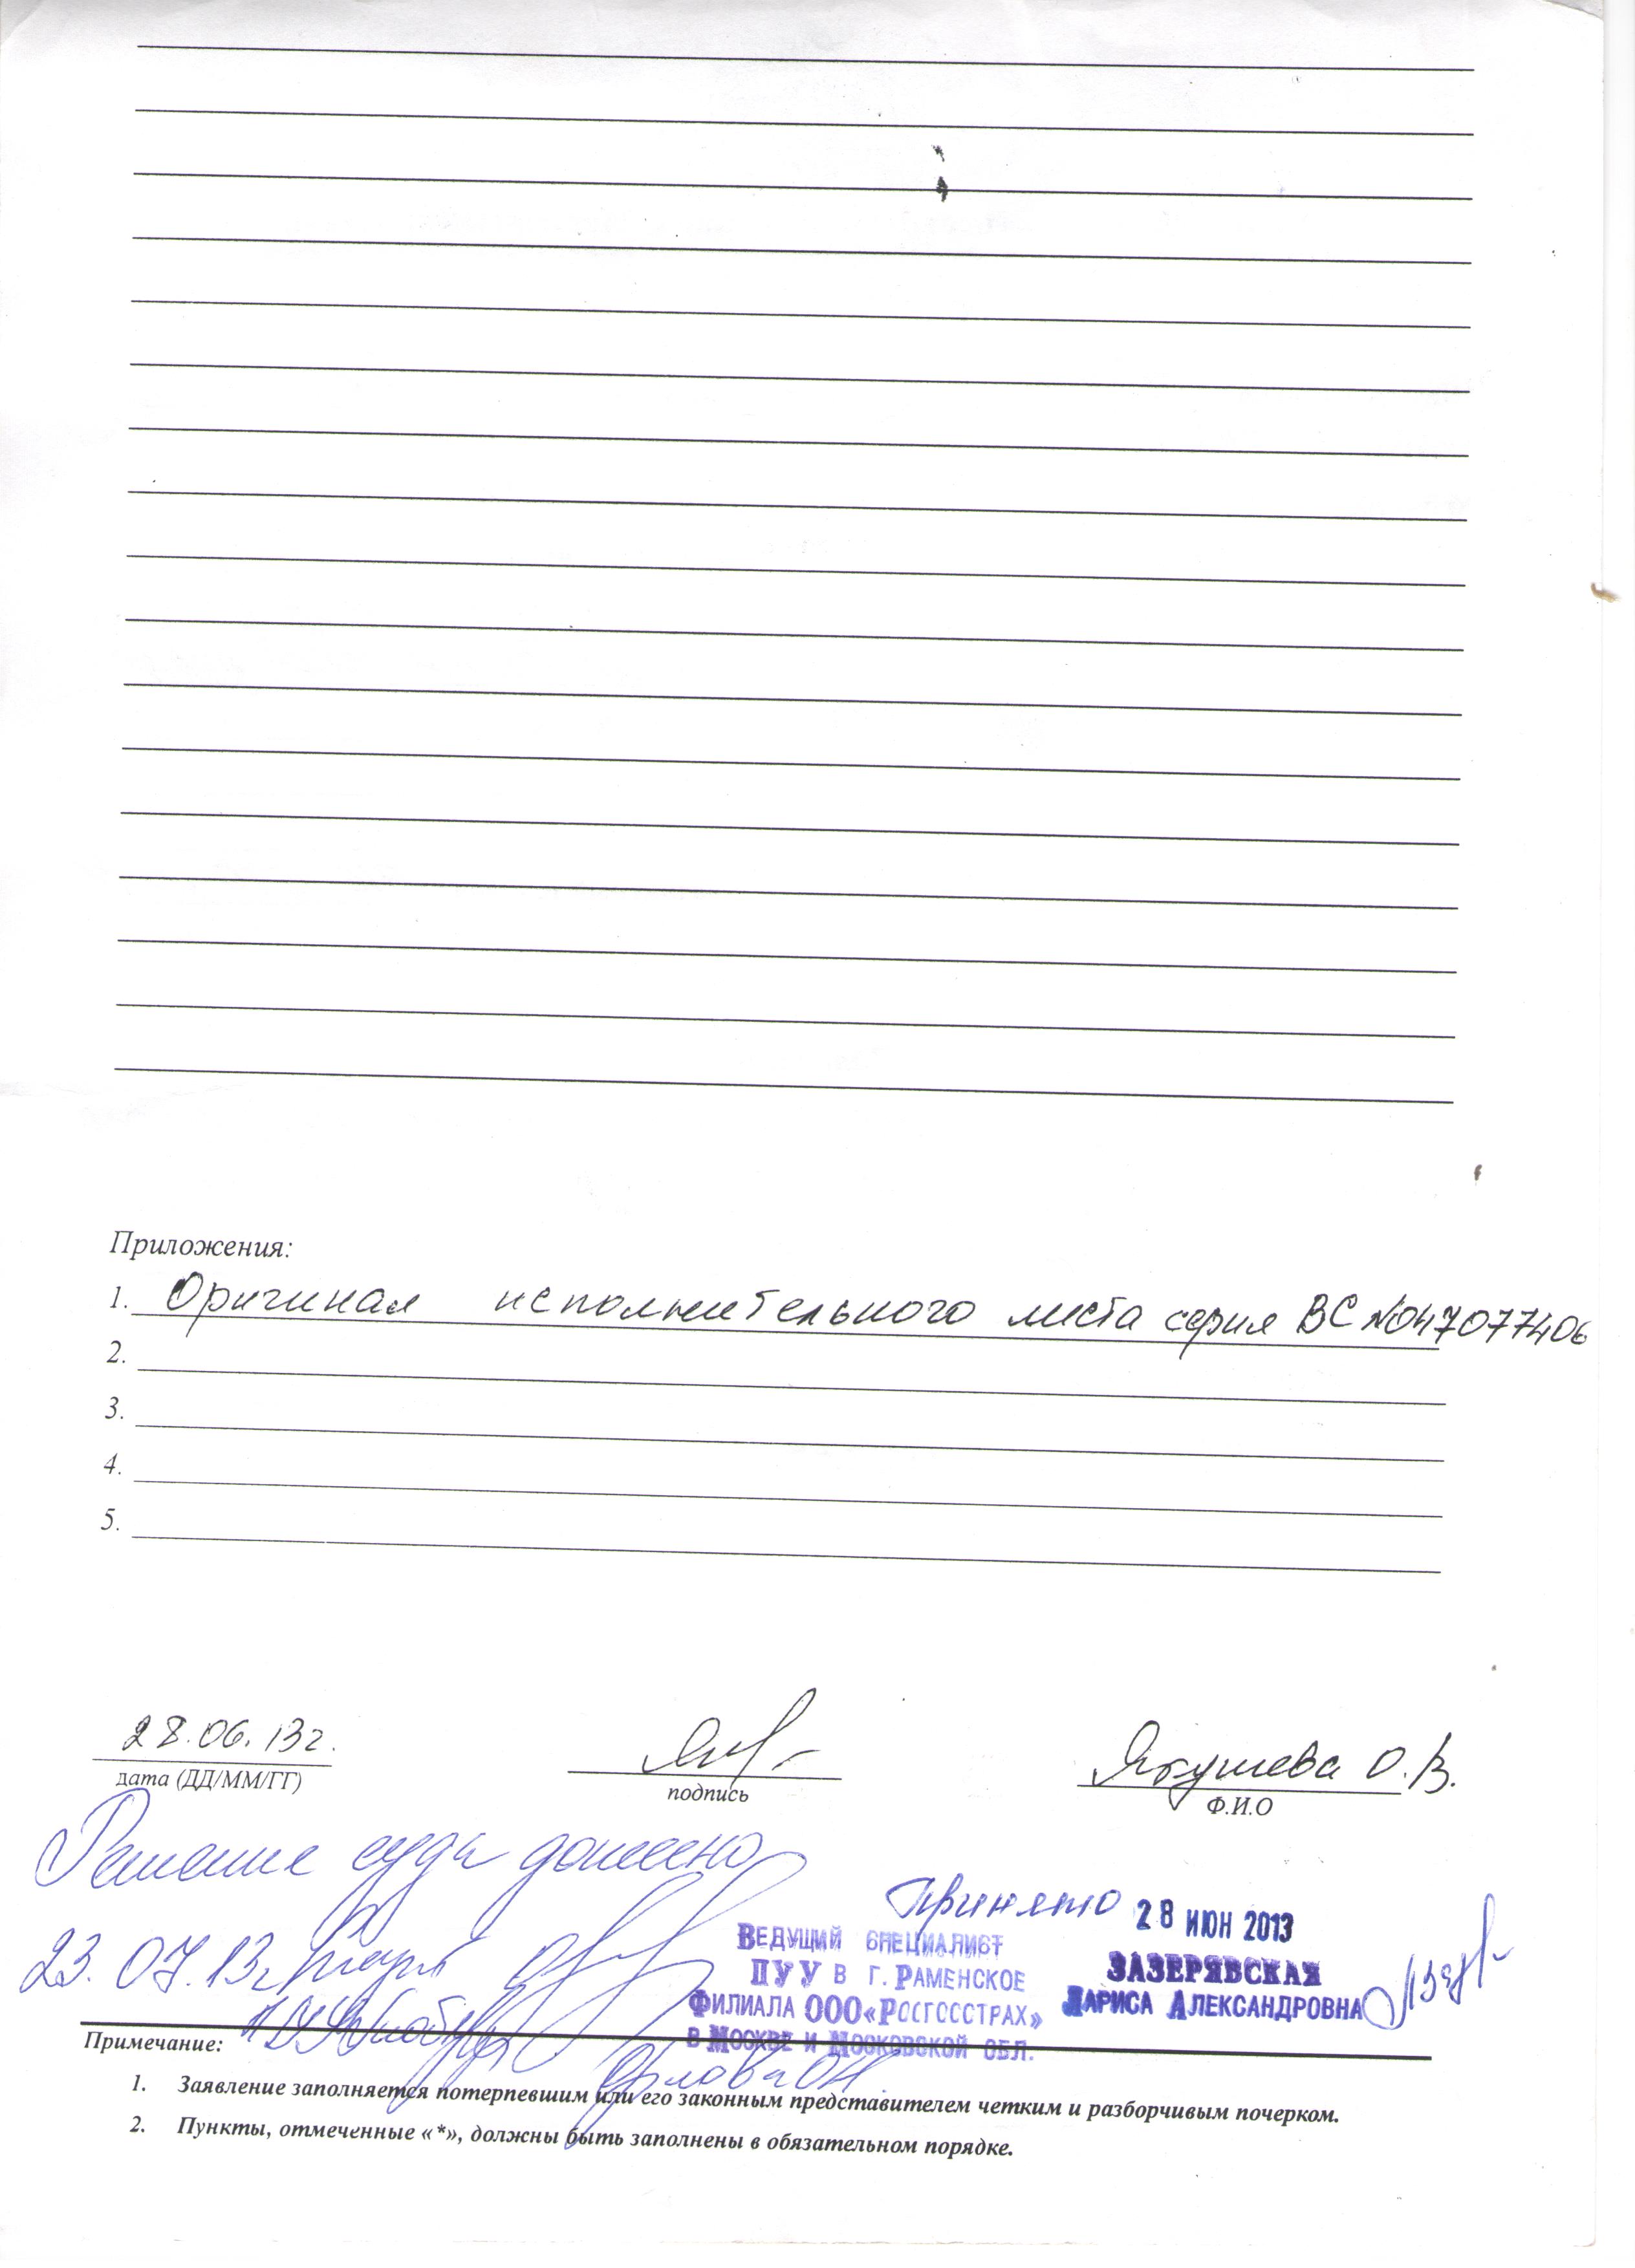 Приложения:
1. Оригинал исполнительного листа серия ВС №047077406
2.
3.
4.
5.
28.06.13г.
дата (ДД/ММ/ГГ)
подпись
Якушева О.В.
Ф.И.О
Решение суда донесено
23.07.13г
Принято 28 ИЮН 2013
ВЕДУЩИЙ СПЕЦИАЛИСТ
ПУУ В Г. РАМЕНСКОЕ
ФИЛИАЛА ООО «РОСГОССТРАХ»
В МОСКВЕ И МОСКОВСКОЙ ОБЛ.
ЗАЗЕРЯВСКАЯ
ЛАРИСА АЛЕКСАНДРОВНА
Орлова ОН.
Примечание:
1. Заявление заполняется потерпевшим или его законным представителем четким и разборчивым почерком.
2. Пункты, отмеченные «*», должны быть заполнены в обязательном порядке.